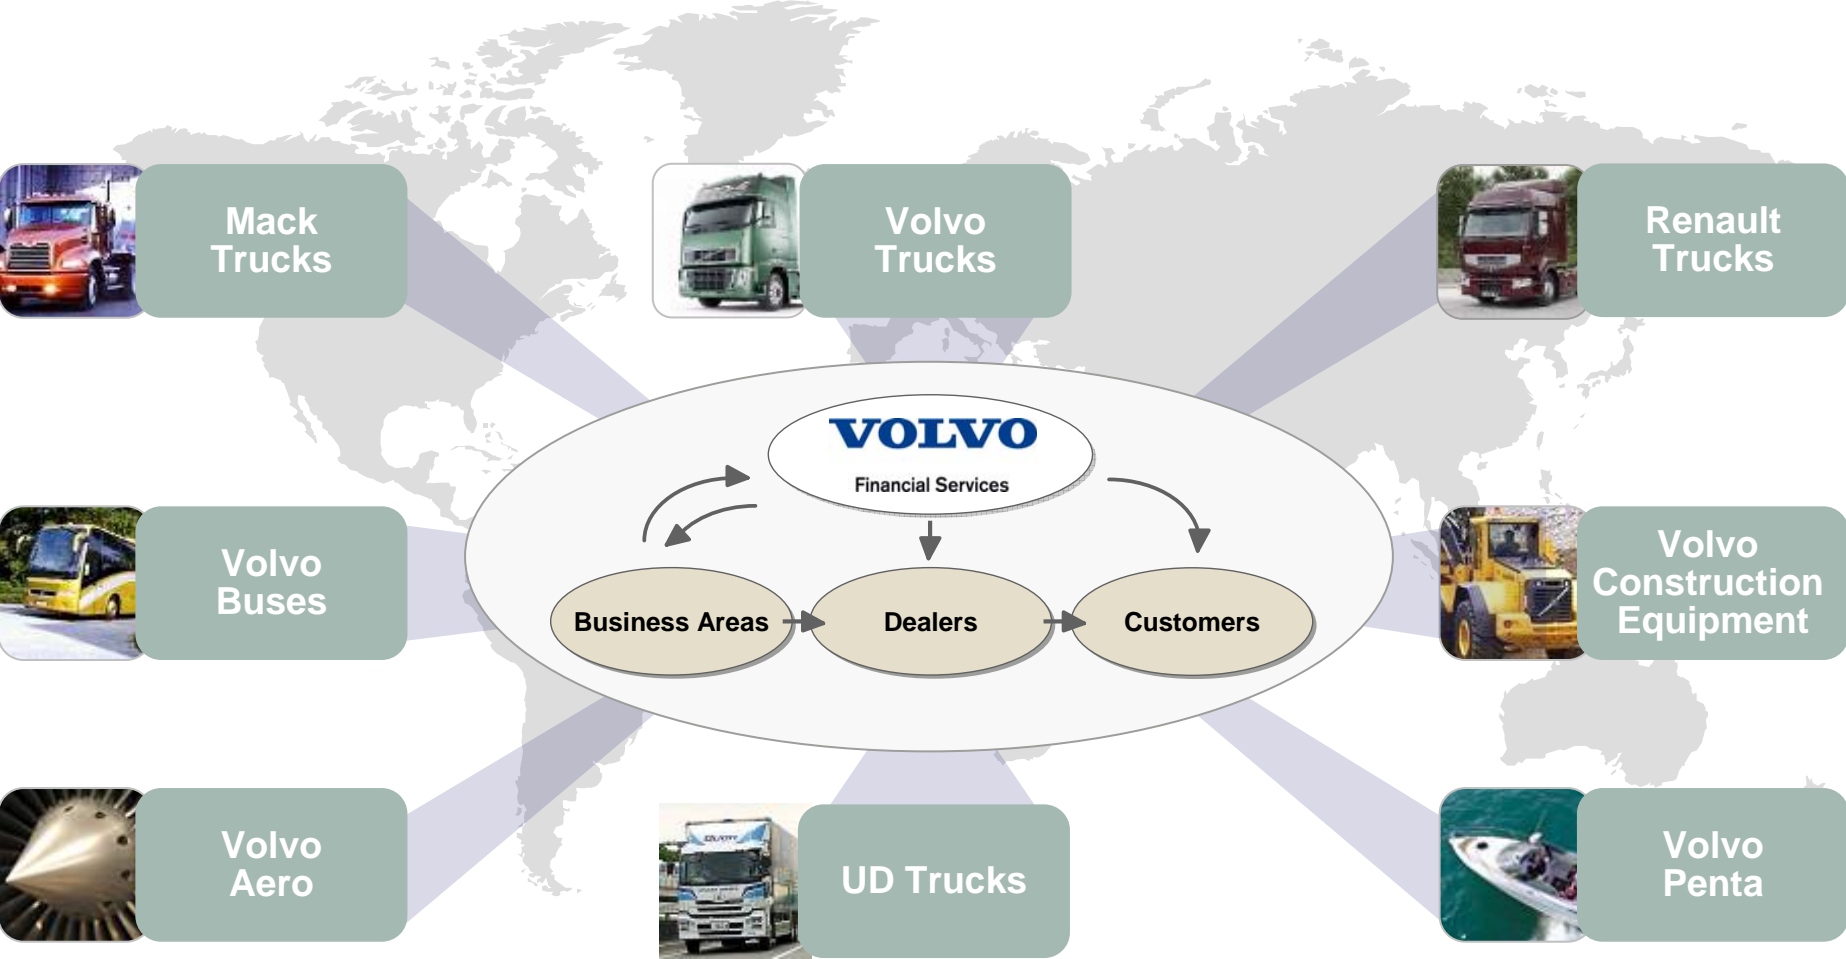 Mack
Trucks
Volvo
Trucks
Renault
Trucks
VOLVO
Financial Services
Volvo
Buses
Business Areas
Dealers
Customers
Volvo
Construction
Equipment
Volvo
Aero
UD Trucks
Volvo
Penta